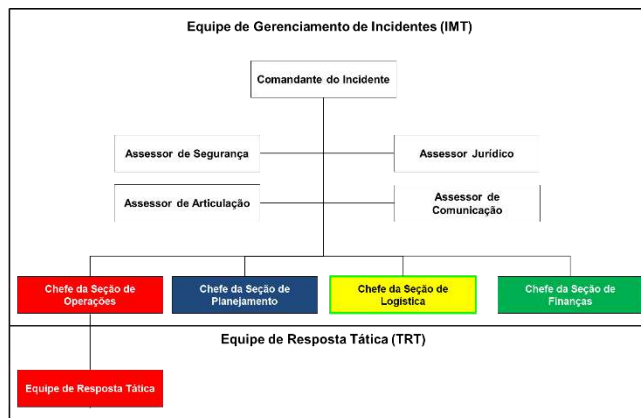 Equipe de Gerenciamento de Incidentes (IMT)
Comandante do Incidente
Assessor de Segurança
Assessor Jurídico
Assessor de Articulação
Assessor de
Comunicação
Chefe da Seção de
Operações
Chefe da Seção de
Planejamento
Chefe da Seção de
Logística
Chefe da Seção de
Finanças
Equipe de Resposta Tática (TRT)
Equipe de Resposta Tática